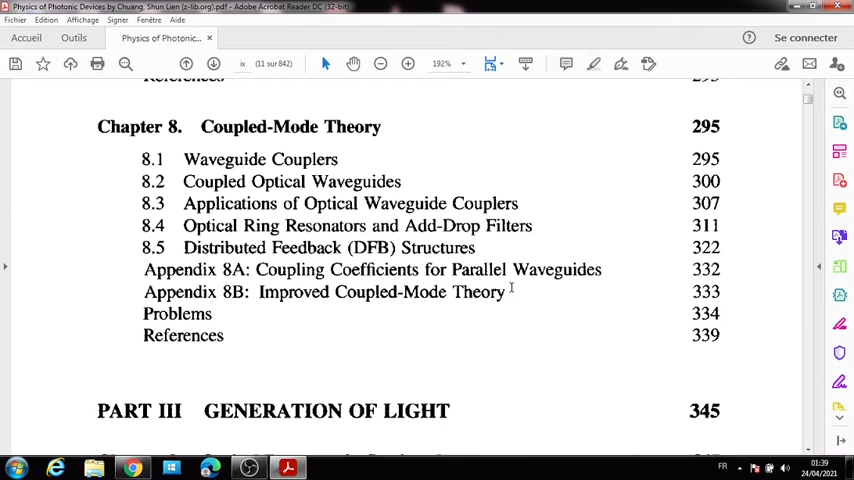 Physics of Photonic Devices by Chuang, Shun Lien (z-lib.org).pdf - Adobe Acrobat Reader DC (32-bit)
Fichier Edition Affichage Signer Fenêtre Aide
Accueil Outils Physics of Photonic... × Se connecter
ix (11 sur 842) 192%
References 293
Chapter 8. Coupled-Mode Theory 295
8.1 Waveguide Couplers 295
8.2 Coupled Optical Waveguides 300
8.3 Applications of Optical Waveguide Couplers 307
8.4 Optical Ring Resonators and Add-Drop Filters 311
8.5 Distributed Feedback (DFB) Structures 322
Appendix 8A: Coupling Coefficients for Parallel Waveguides 332
Appendix 8B: Improved Coupled-Mode Theory 333
Problems 334
References 339
PART III GENERATION OF LIGHT 345
FR 01:39
24/04/2021